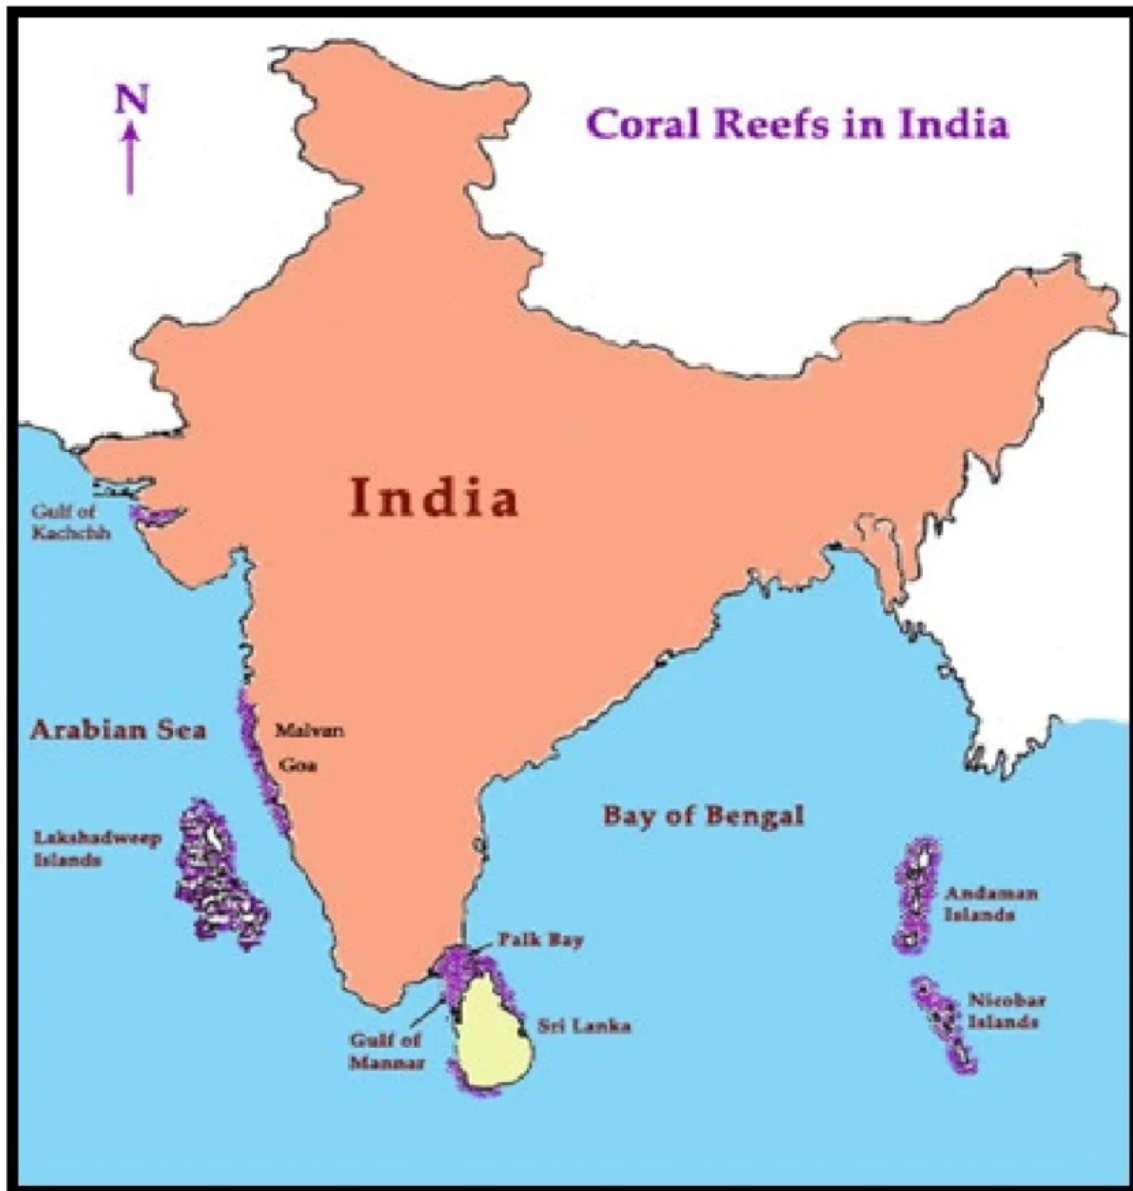 N
Coral Reefs in India
India
Gulf of
Kachchh
Arabian Sea
Malvan
Goa
Bay of Bengal
Lakshadweep
Islands
Andaman
Islands
Palk Bay
Nicobar
Islands
Sri Lanka
Gulf of
Mannar